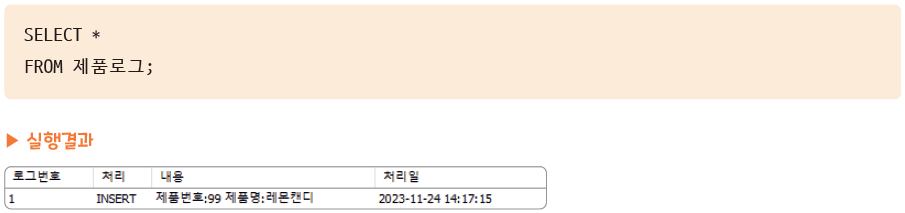 SELECT *
FROM 제품로그;
▶ 실행결과
로그번호 처리 내용 처리일
1 INSERT 제품번호:99 제품명:레몬캔디 2023-11-24 14:17:15